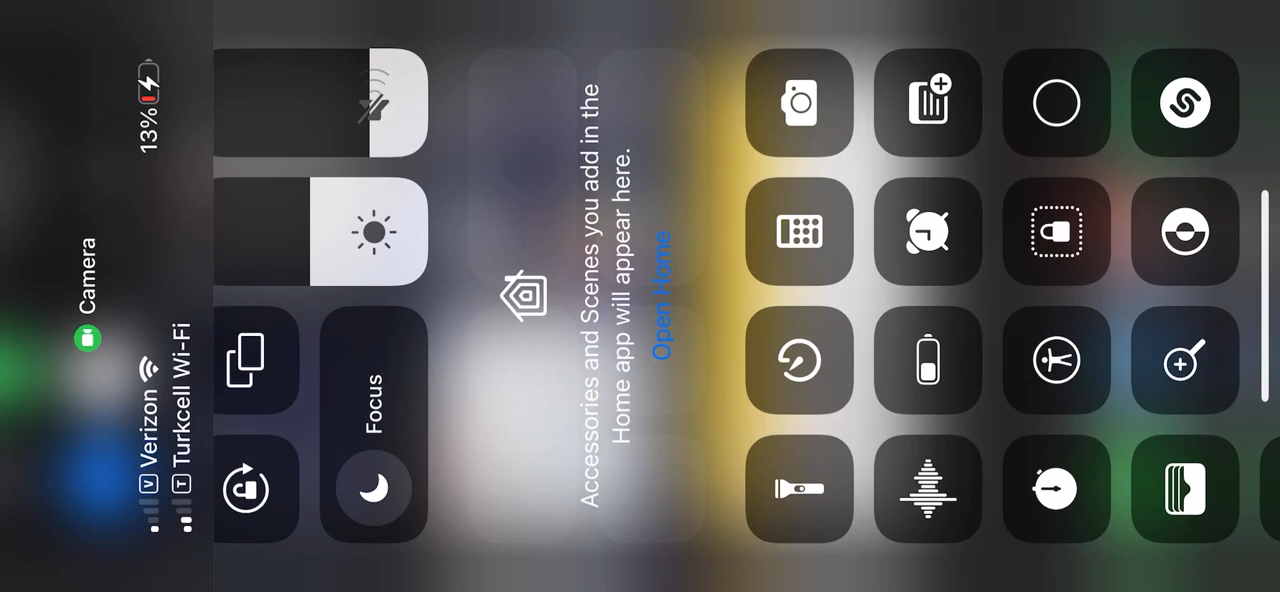 Camera
V Verizon
13%
T Turkcell Wi-Fi
Focus
Accessories and Scenes you add in the
Home app will appear here.
Open Home